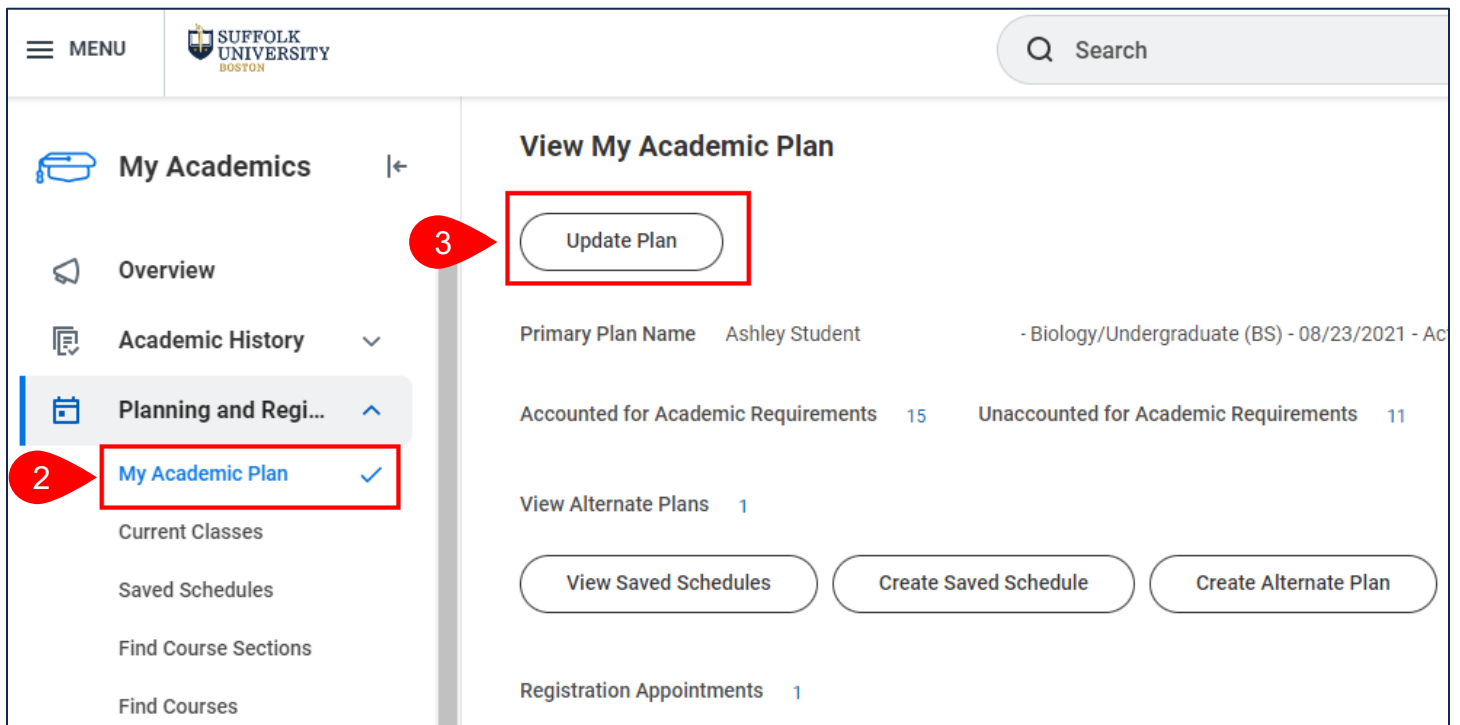 MENU
SUFFOLK
UNIVERSITY
BOSTON
Search
My Academics
Overview
Academic History
Planning and Regi...
2
My Academic Plan
Current Classes
Saved Schedules
Find Course Sections
Find Courses
View My Academic Plan
3
Update Plan
Primary Plan Name Ashley Student - Biology/Undergraduate (BS) - 08/23/2021 -
Accounted for Academic Requirements 15 Unaccounted for Academic Requirements 11
View Alternate Plans 1
View Saved Schedules Create Saved Schedule Create Alternate Plan
Registration Appointments 1